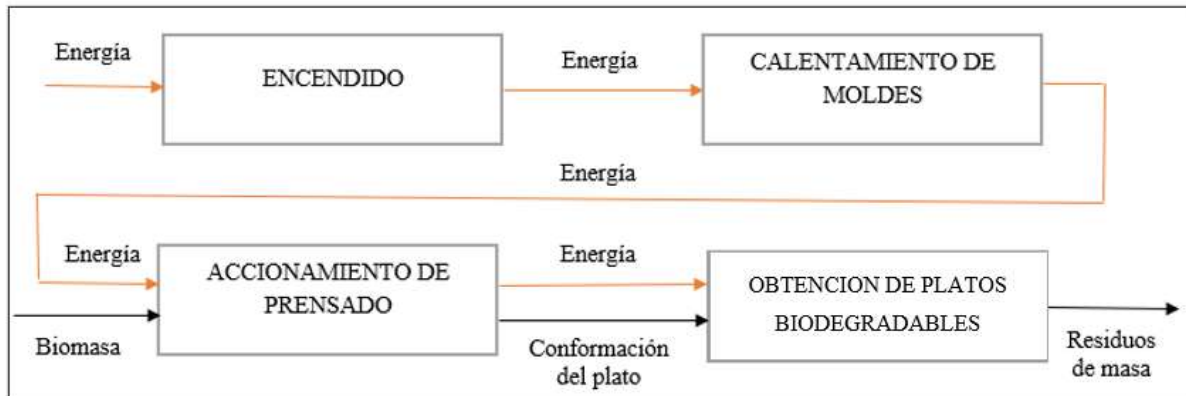 Energía
ENCENDIDO
Energía
CALENTAMIENTO DE
MOLDES
Energía
Energía
ACCIONAMIENTO DE
PRENSADO
Energía
OBTENCION DE PLATOS
BIODEGRADABLES
Biomasa
Conformación
del plato
Residuos
de masa